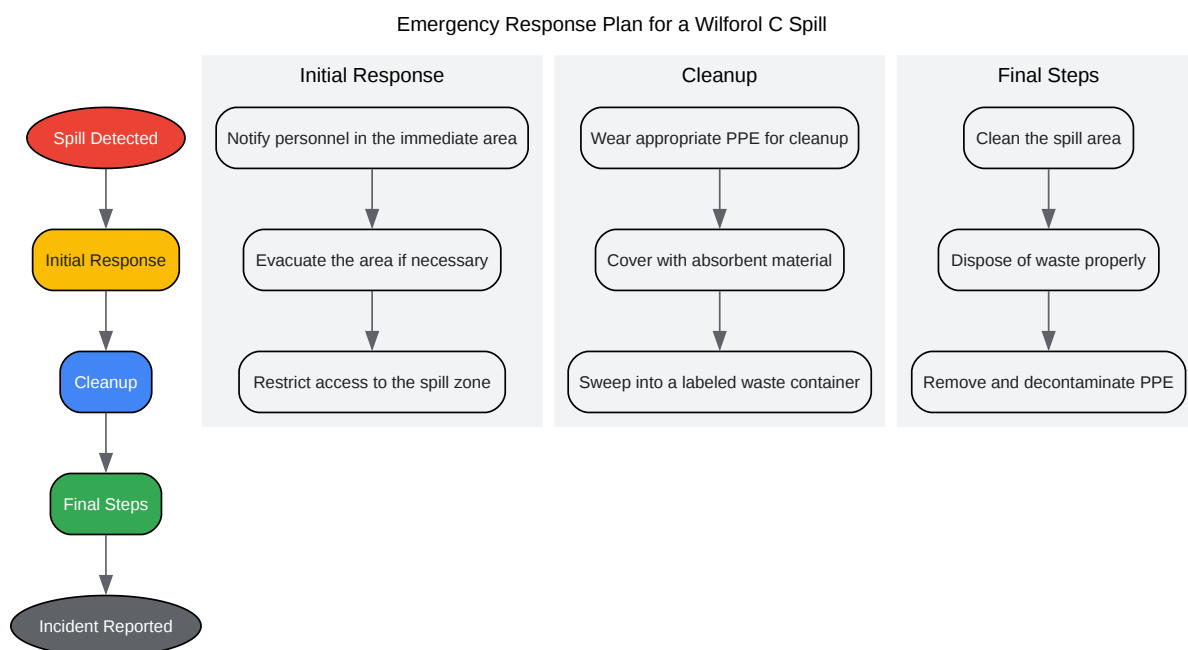 Emergency Response Plan for a Wilforol C Spill
Spill Detected
Initial Response
Cleanup
Final Steps
Incident Reported
Initial Response
Notify personnel in the immediate area
Evacuate the area if necessary
Restrict access to the spill zone
Cleanup
Wear appropriate PPE for cleanup
Cover with absorbent material
Sweep into a labeled waste container
Final Steps
Clean the spill area
Dispose of waste properly
Remove and decontaminate PPE